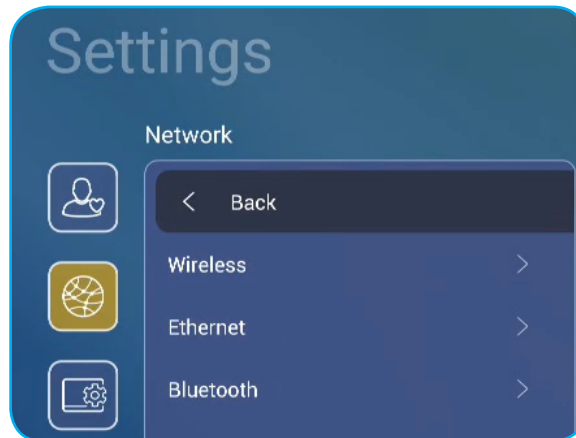 Settings
Network
Back
Wireless
Ethernet
Bluetooth